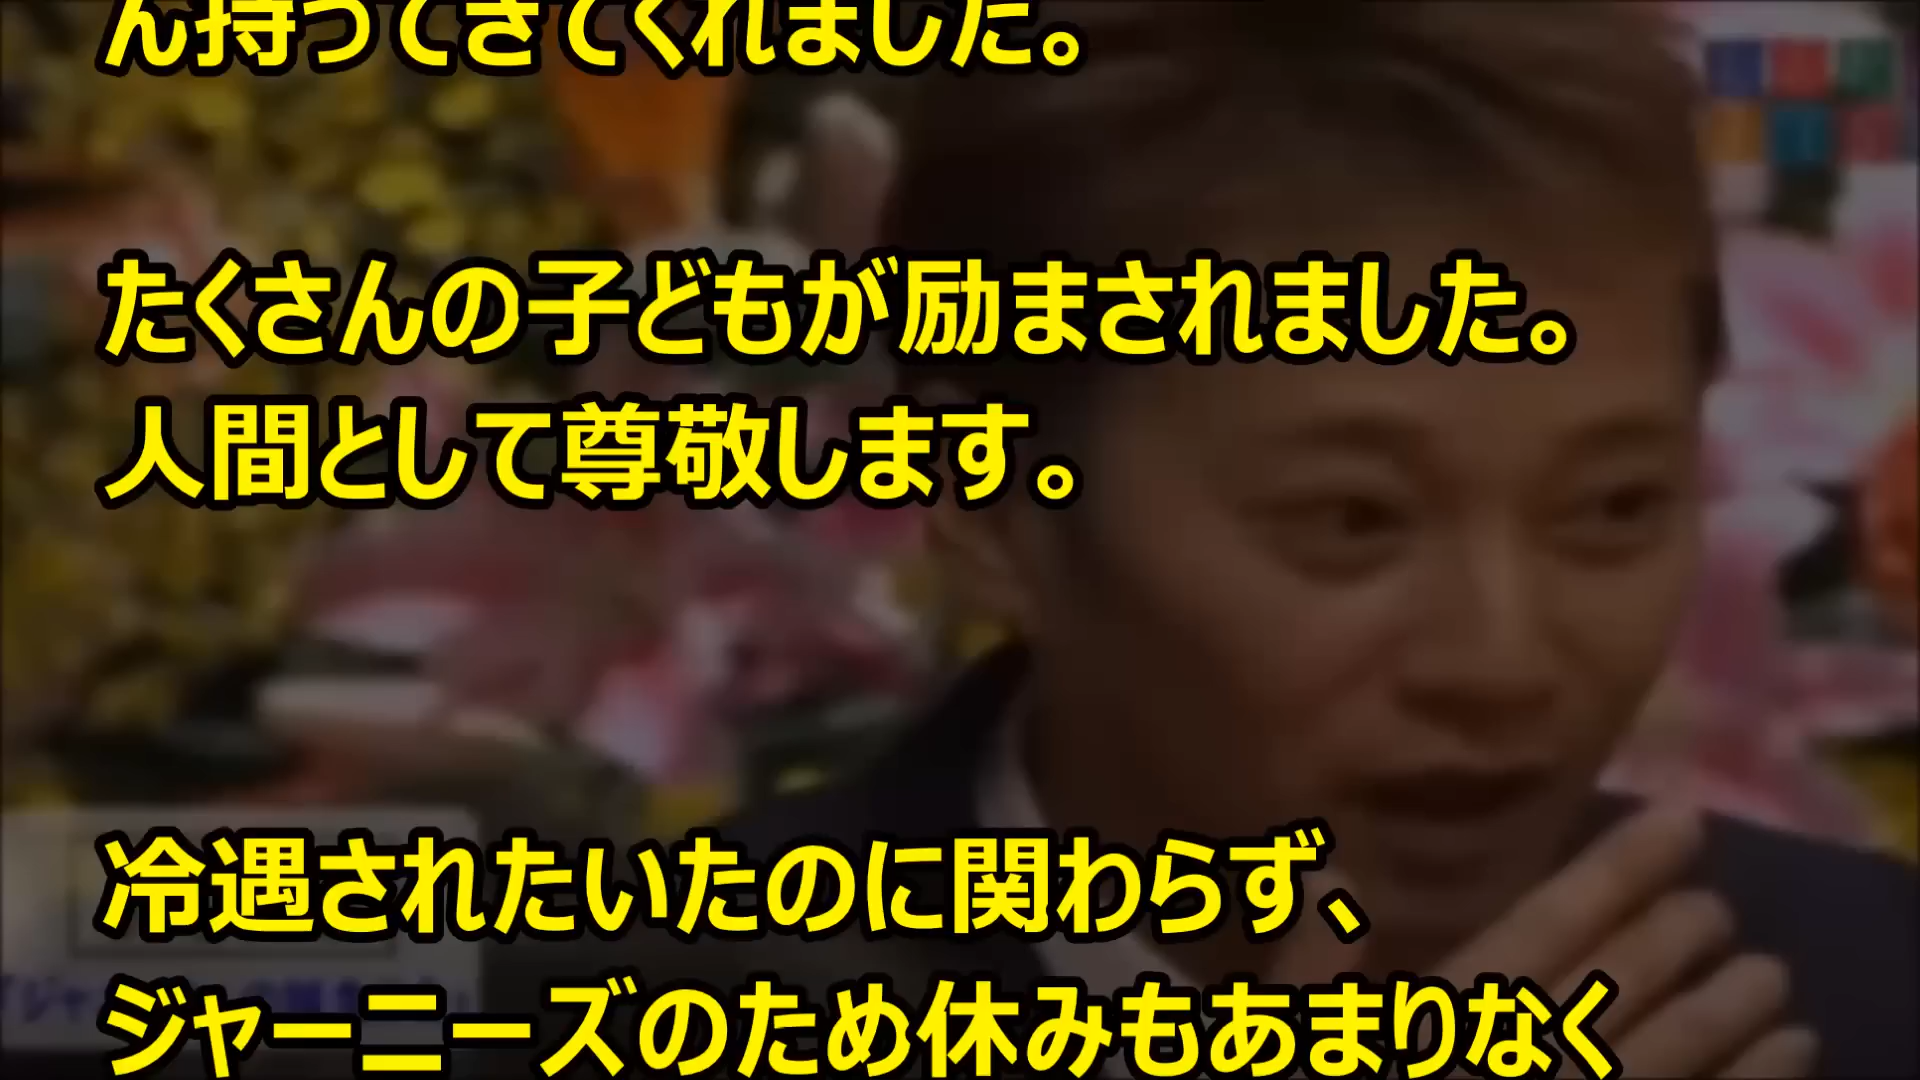 ん持ってきてくれました。
たくさんの子どもが励まされました。
人間として尊敬します。
冷遇されたいたのに関わらず、
ジャーニーズのため休みもあまりなく